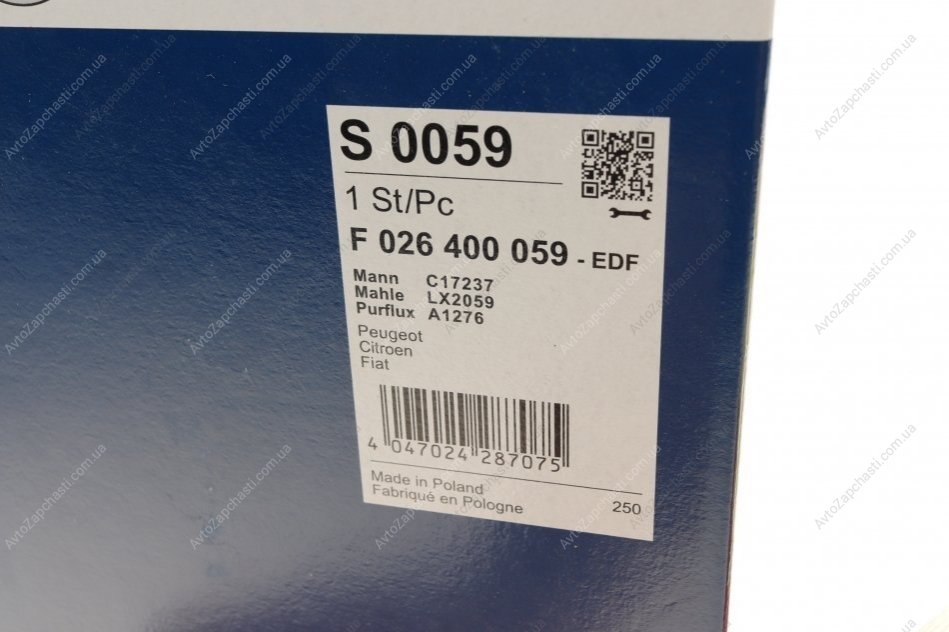 S 0059
1 St/Pc
F 026 400 059 - EDF
Mann C17237
Mahle LX2059
Purflux A1276
Peugeot
Citroen
Fiat
4 047024 287075
Made in Poland
Fabriqué en Pologne 250
AvtoZapchasti.com.ua